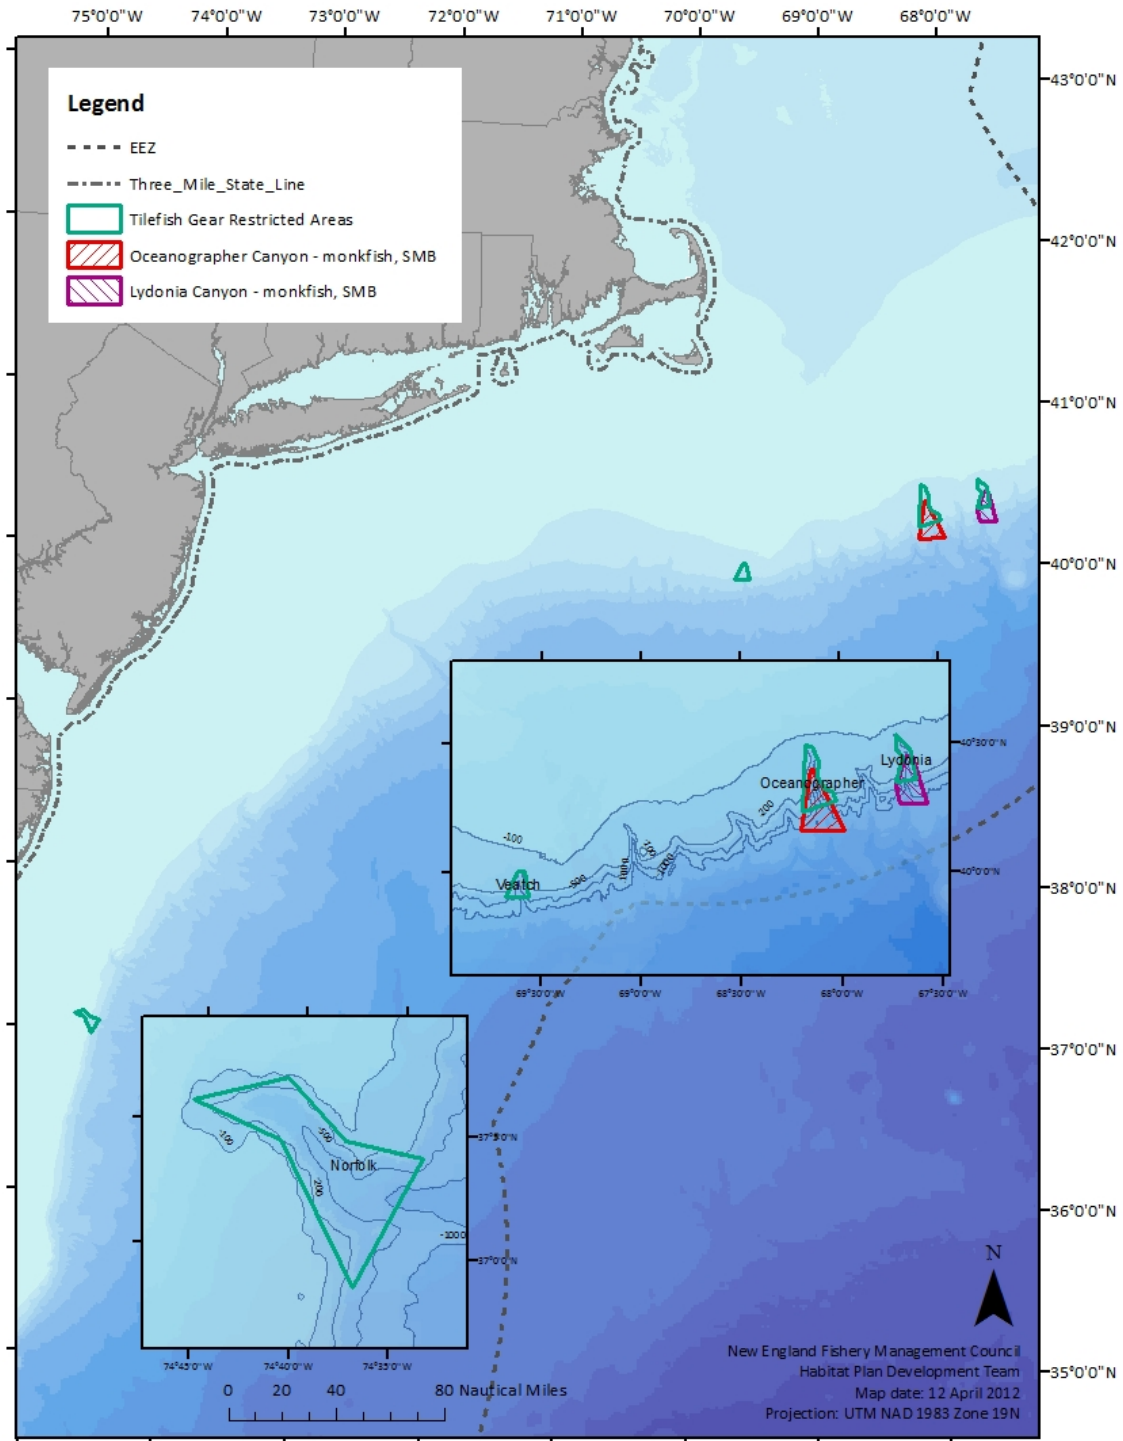 75°0'0"W 74°0'0"W 73°0'0"W 72°0'0"W 71°0'0"W 70°0'0"W 69°0'0"W 68°0'0"W
Legend
EEZ
Three_Mile_State_Line
Tilefish Gear Restricted Areas
Oceanographer Canyon - monkfish, SMB
Lydonia Canyon - monkfish, SMB
43°0'0"N
42°0'0"N
41°0'0"N
40°0'0"N
39°0'0"N
38°0'0"N
37°0'0"N
36°0'0"N
35°0'0"N
40°30'0"N
Lydonia
Oceanographer
200
-100
-100
1000
-1000
-500
Veatch
40°0'0"N
69°30'0"W 69°0'0"W 68°30'0"W 68°0'0"W 67°30'0"W
-100
-500
37°5'0"N
Norfolk
-200
-1000
37°0'0"N
74°45'0"W 74°40'0"W 74°35'0"W
0 20 40 80 Nautical Miles
N
New England Fishery Management Council
Habitat Plan Development Team
Map date: 12 April 2012
Projection: UTM NAD 1983 Zone 19N